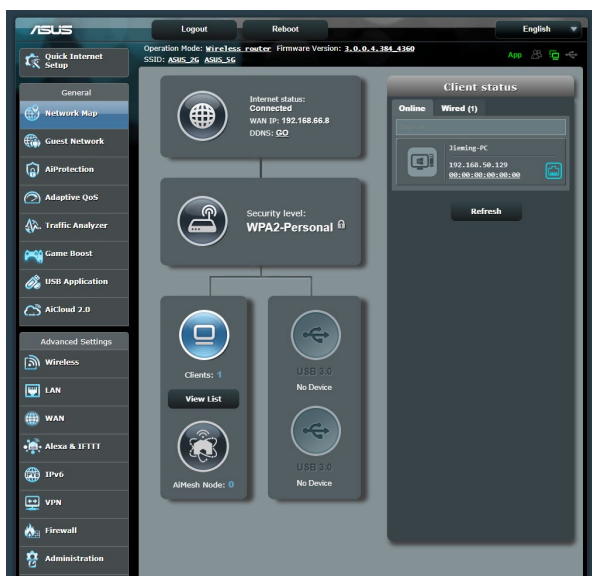 ASUS
Logout
Reboot
English
Quick Internet
Setup
Operation Mode: Wireless router Firmware Version: 3.0.0.4.384_4360
SSID: ASUS_2G ASUS_5G
App
General
Network Map
Guest Network
AiProtection
Adaptive QoS
Traffic Analyzer
Game Boost
USB Application
AiCloud 2.0
Advanced Settings
Wireless
LAN
WAN
Alexa & IFTTT
IPv6
VPN
Firewall
Administration
Internet status:
Connected
WAN IP: 192.168.66.8
DDNS: GO
Security level:
WPA2-Personal
Clients: 1
View List
AiMesh Node: 0
USB 3.0
No Device
USB 3.0
No Device
Client status
Online
Wired (1)
Jieming-PC
192.168.50.129
00:00:00:00:00:00
Refresh